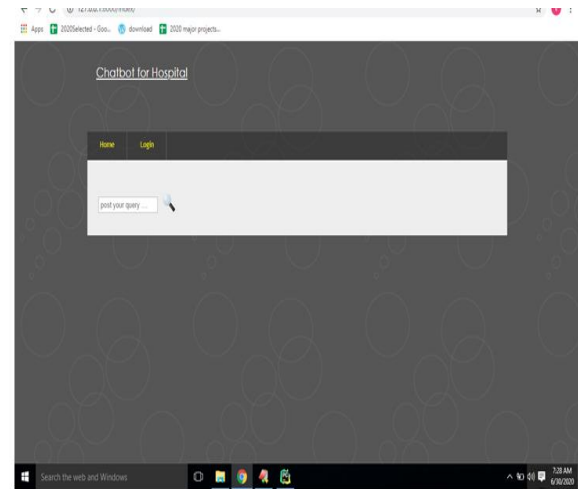 Apps 2020Selected - Goo... download 2020 major projects...
Chatbot for Hospital
Home Login
post your query ...
Search the web and Windows
7:28 AM
6/30/2020